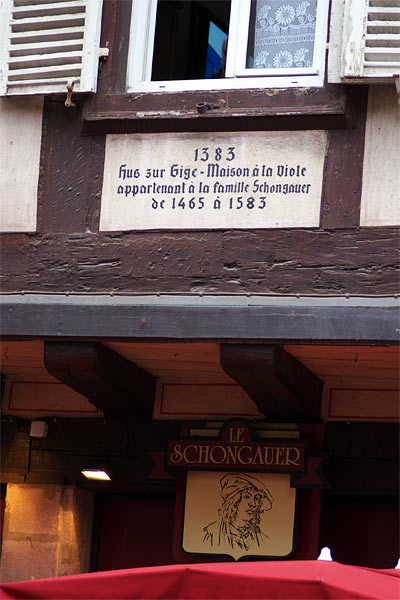 1383
Hus zur Gige - Maison à la Viole
appartenant à la famille Schongauer
de 1465 à 1583
LE
SCHONGAUER